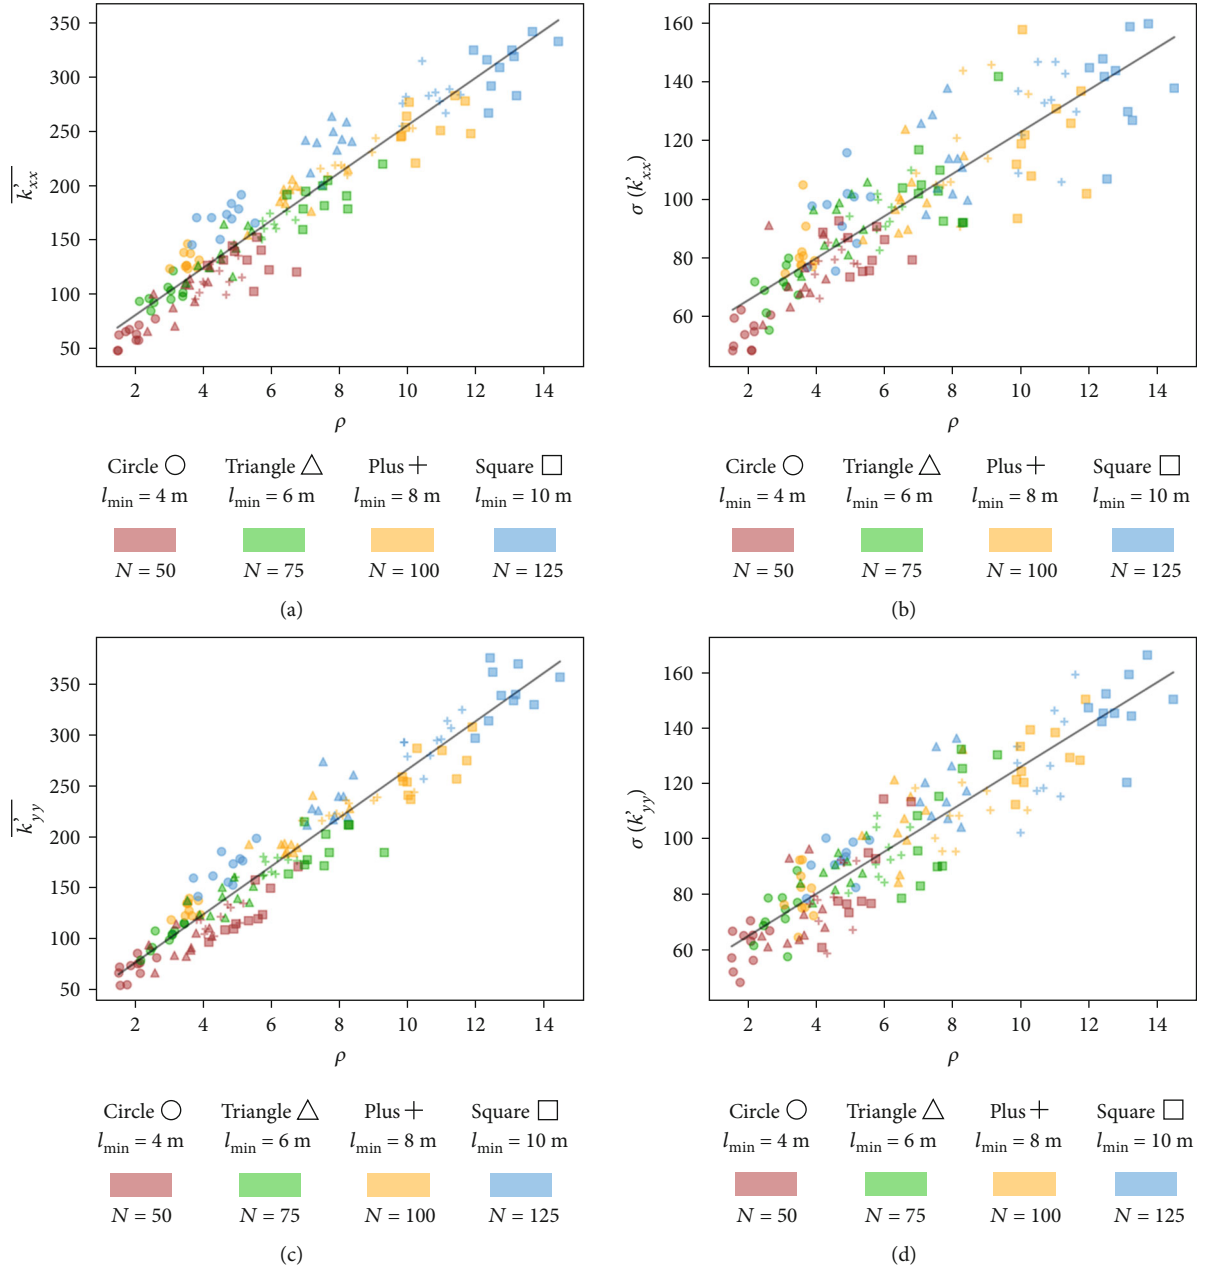 350
300
250
200
150
100
50
k'xx
2 4 6 8 10 12 14
ρ
Circle ○ Triangle △ Plus + Square □
lmin = 4 m lmin = 6 m lmin = 8 m lmin = 10 m
N = 50 N = 75 N = 100 N = 125
(a)
160
140
120
100
80
60
σ (k'xx)
2 4 6 8 10 12 14
ρ
Circle ○ Triangle △ Plus + Square □
lmin = 4 m lmin = 6 m lmin = 8 m lmin = 10 m
N = 50 N = 75 N = 100 N = 125
(b)
350
300
250
200
150
100
50
k'yy
2 4 6 8 10 12 14
ρ
Circle ○ Triangle △ Plus + Square □
lmin = 4 m lmin = 6 m lmin = 8 m lmin = 10 m
N = 50 N = 75 N = 100 N = 125
(c)
160
140
120
100
80
60
σ (k'yy)
2 4 6 8 10 12 14
ρ
Circle ○ Triangle △ Plus + Square □
lmin = 4 m lmin = 6 m lmin = 8 m lmin = 10 m
N = 50 N = 75 N = 100 N = 125
(d)